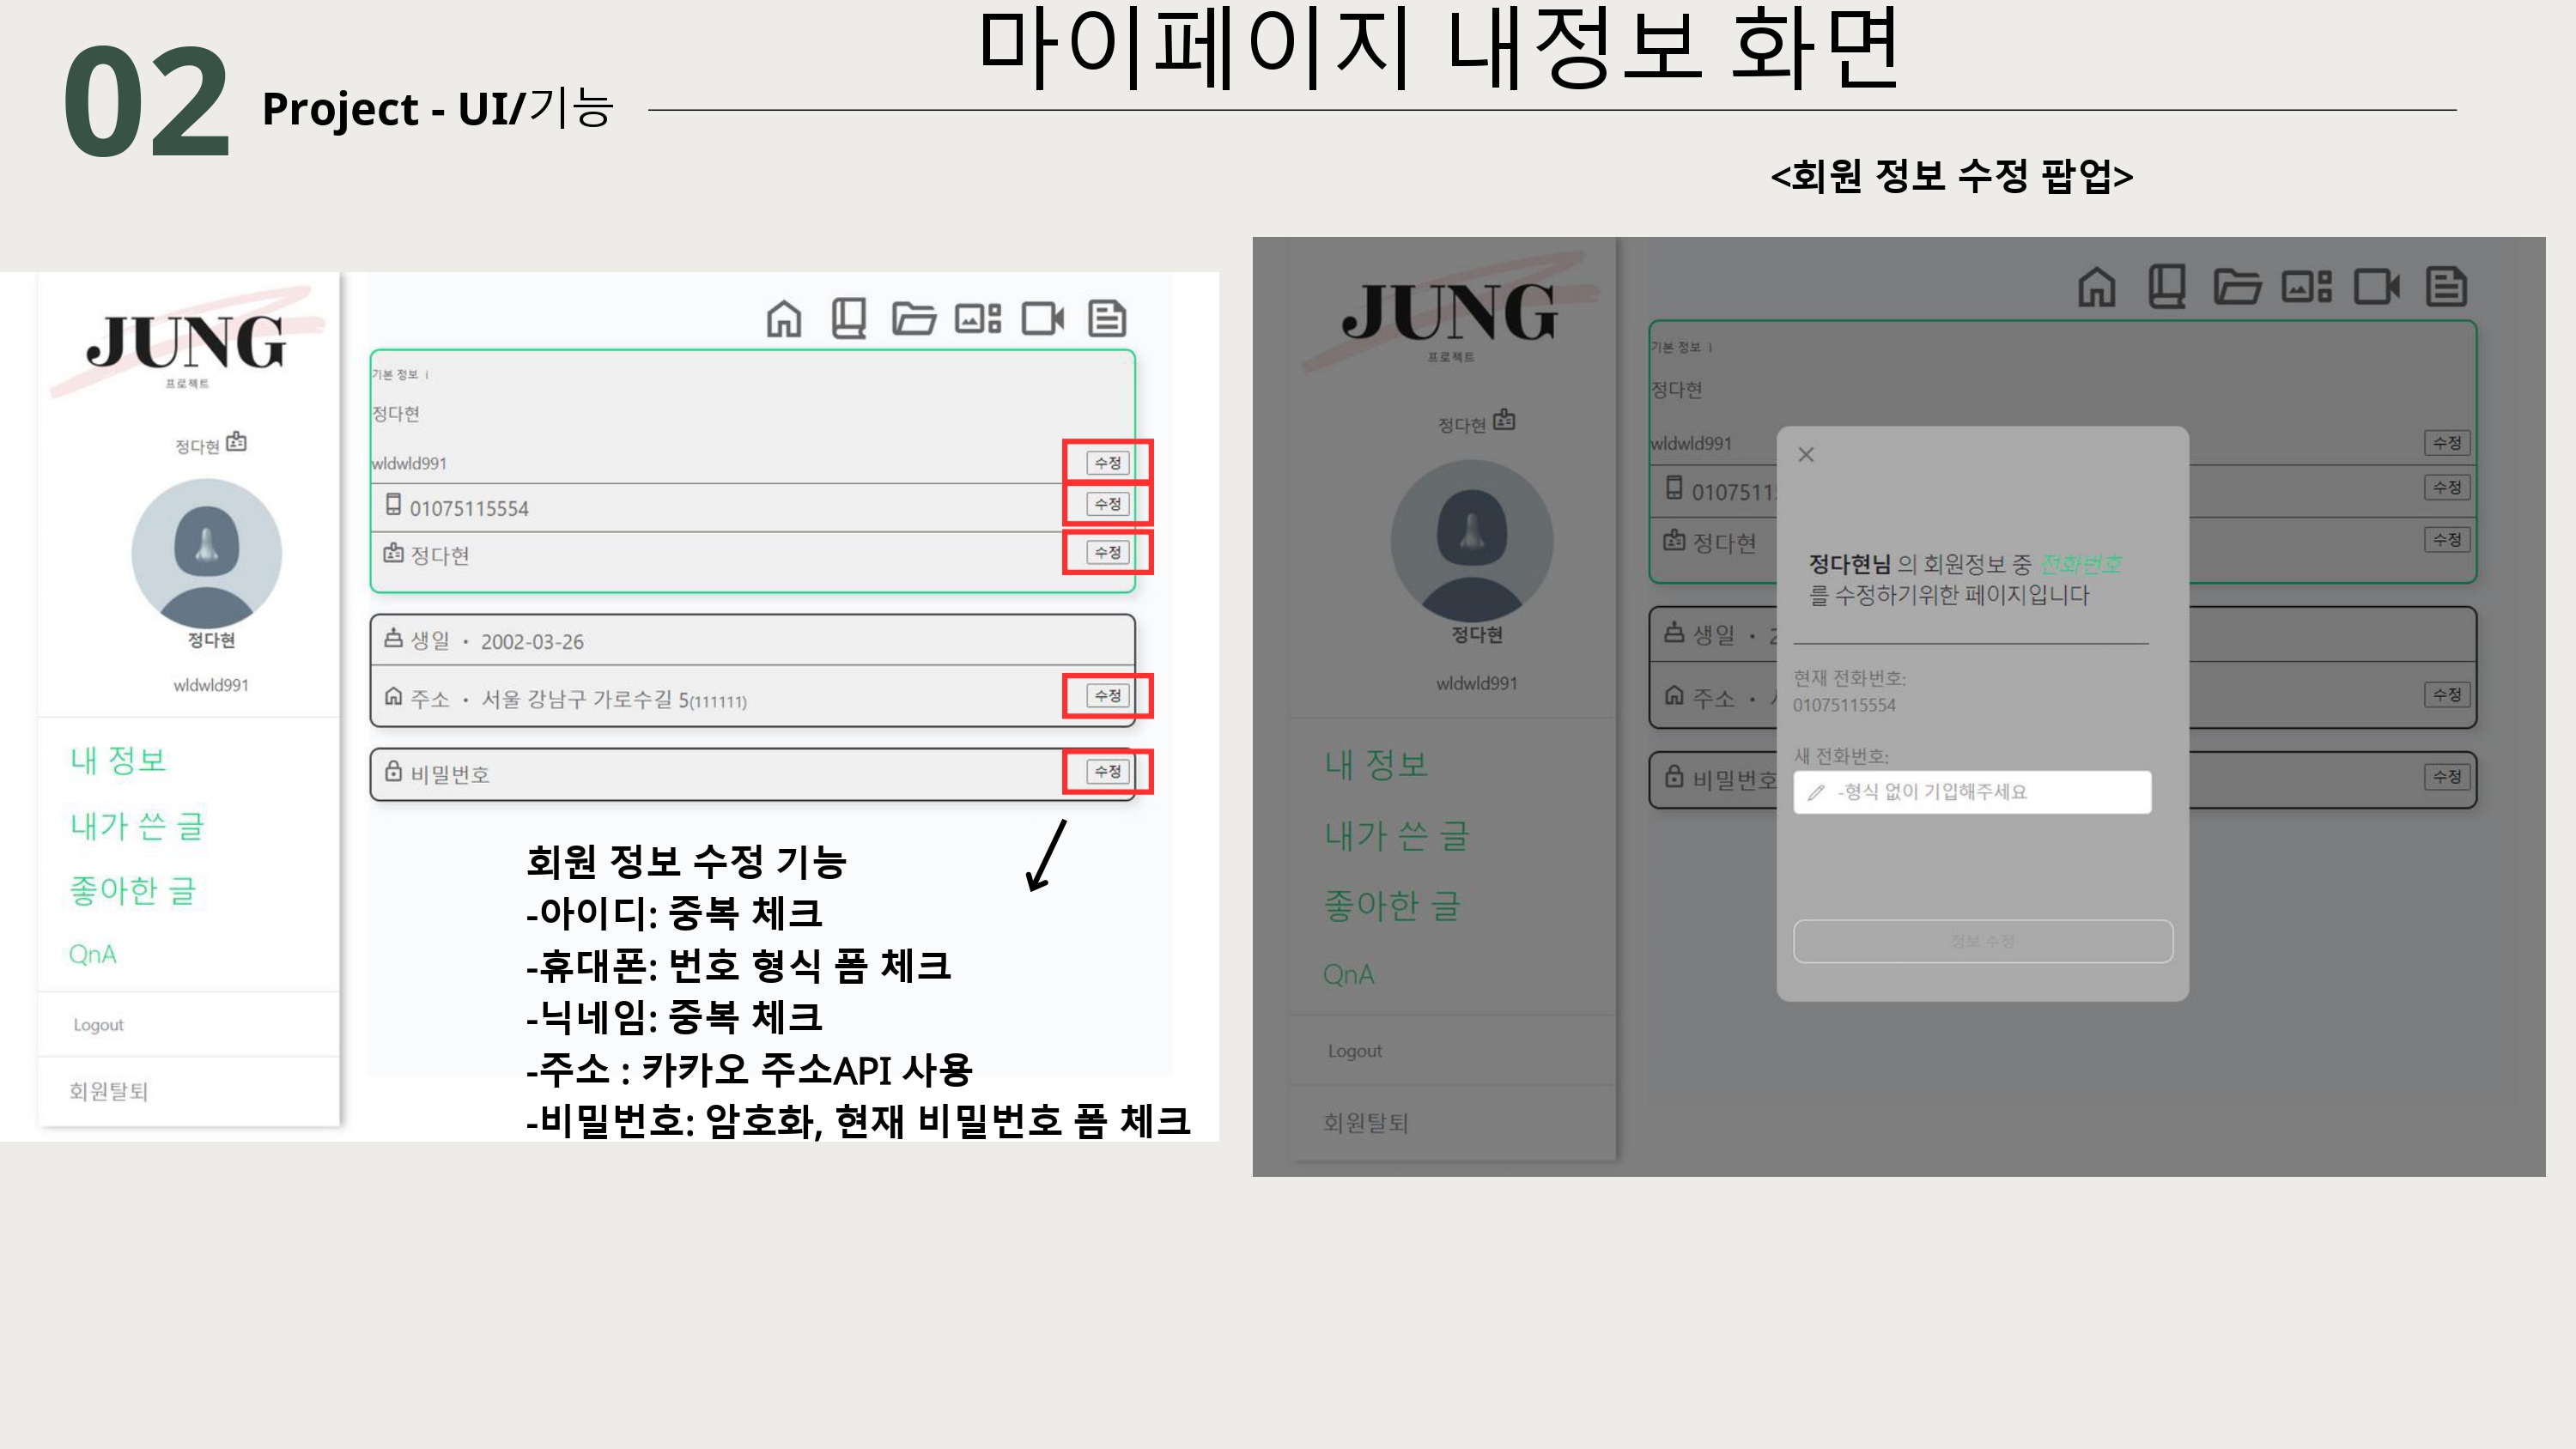 마이페이지 내정보 화면
02
Project - UI/기능
<회원 정보 수정 팝업>
JUNG
프로젝트
정다현
정다현
wldwld991
내 정보
내가 쓴 글
좋아한 글
QnA
Logout
회원탈퇴
기본 정보
정다현
wldwld991 수정
01075115554 수정
정다현 수정
생일 • 2002-03-26
주소 • 서울 강남구 가로수길 5(111111) 수정
비밀번호 수정
회원 정보 수정 기능
-아이디: 중복 체크
-휴대폰: 번호 형식 폼 체크
-닉네임: 중복 체크
-주소 : 카카오 주소API 사용
-비밀번호: 암호화, 현재 비밀번호 폼 체크
JUNG
프로젝트
정다현
정다현
wldwld991
내 정보
내가 쓴 글
좋아한 글
QnA
Logout
회원탈퇴
기본 정보
정다현
wldwld991 수정
0107511 수정
정다현 수정
생일 •
주소 • 수정
비밀번호 수정
정다현님 의 회원정보 중 전화번호
를 수정하기위한 페이지입니다
현재 전화번호:
01075115554
새 전화번호:
-형식 없이 기입해주세요
정보 수정